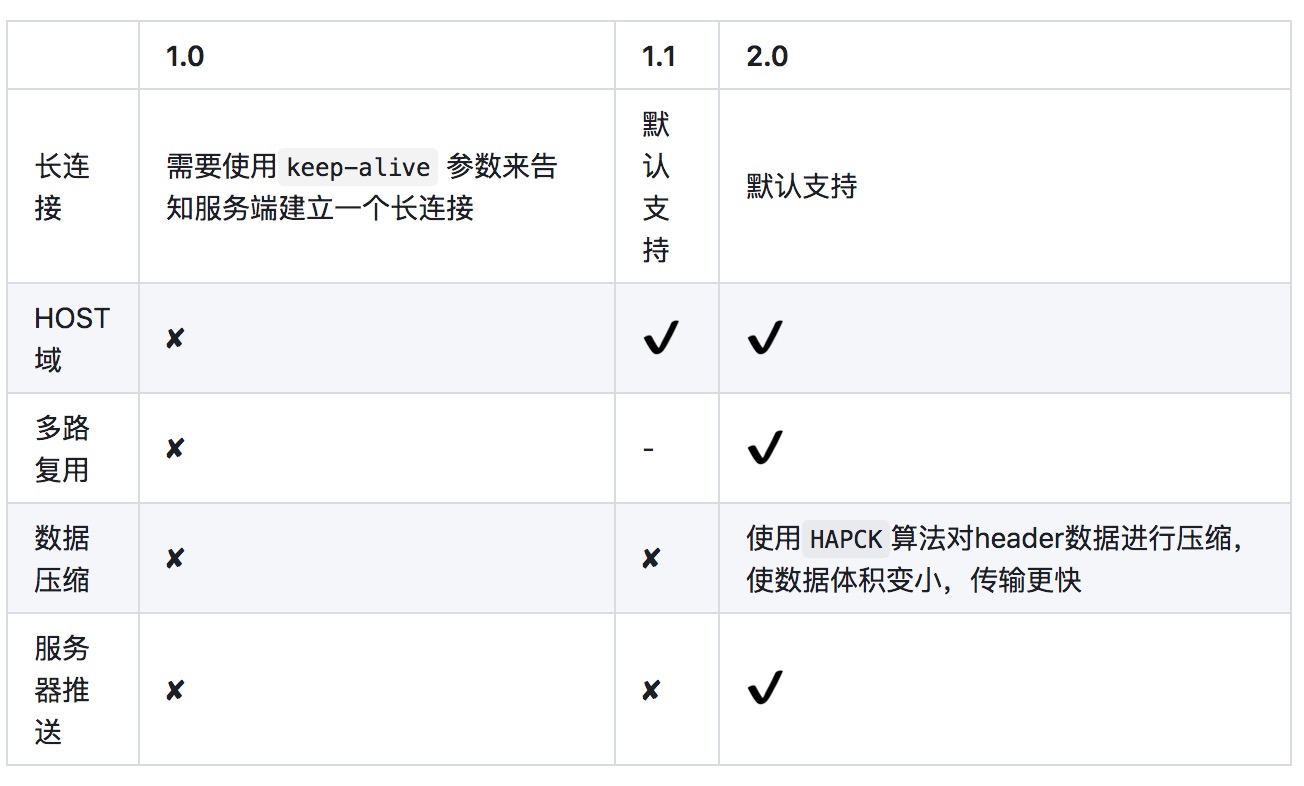 1.0 1.1 2.0
长连
接
需要使用 keep-alive 参数来告
知服务端建立一个长连接
默
认
支
持
默认支持
HOST
域
✘ ✔ ✔
多路
复用
✘ - ✔
数据
压缩
✘ ✘
使用 HAPCK 算法对header数据进行压缩,
使数据体积变小，传输更快
服务
器推
送
✘ ✘ ✔